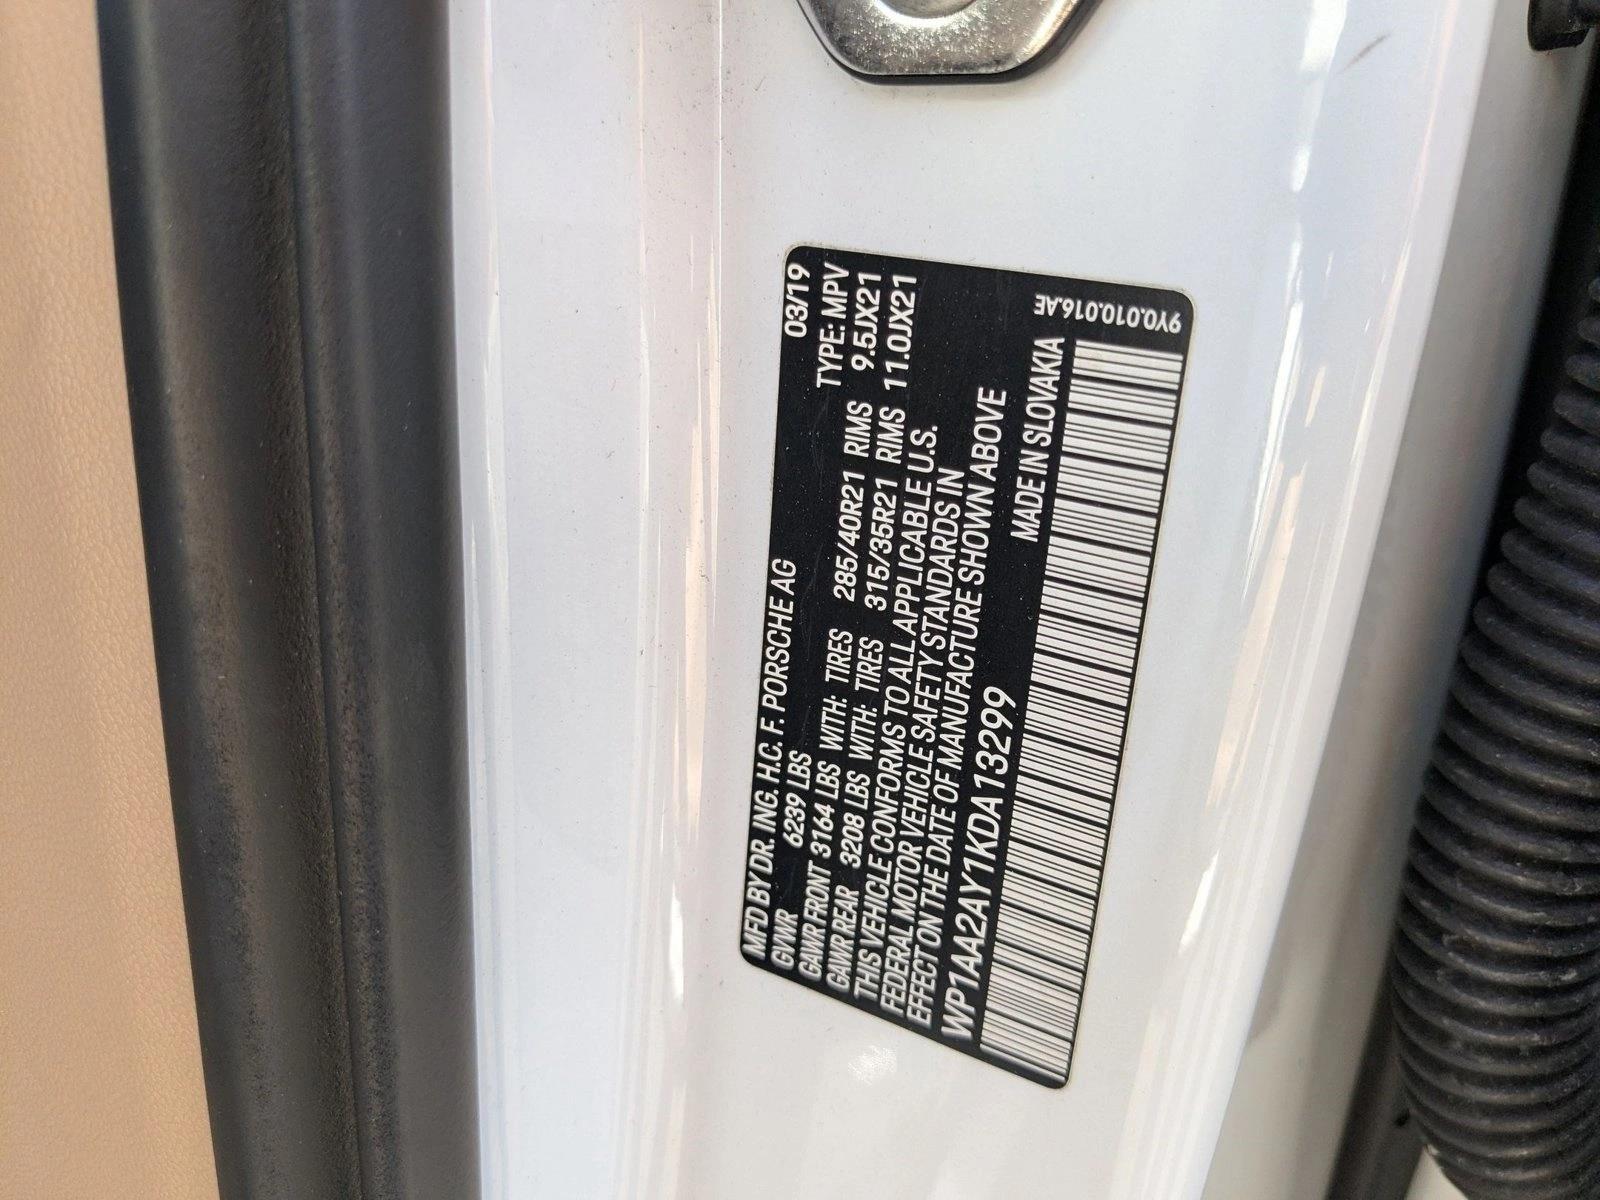 MFD BY DR. ING. H.C. F. PORSCHE AG 03/19
GVWR 6239 LBS TYPE: MPV
GAWR FRONT 3164 LBS WITH: TIRES 285/40R21 RIMS 9.5JX21
GAWR REAR 3208 LBS WITH: TIRES 315/35R21 RIMS 11.0JX21
THIS VEHICLE CONFORMS TO ALL APPLICABLE U.S.
FEDERAL MOTOR VEHICLE SAFETY STANDARDS IN
EFFECT ON THE DATE OF MANUFACTURE SHOWN ABOVE
WP1AA2AY1KDA13299 MADE IN SLOVAKIA
9Y0.010.016.AE